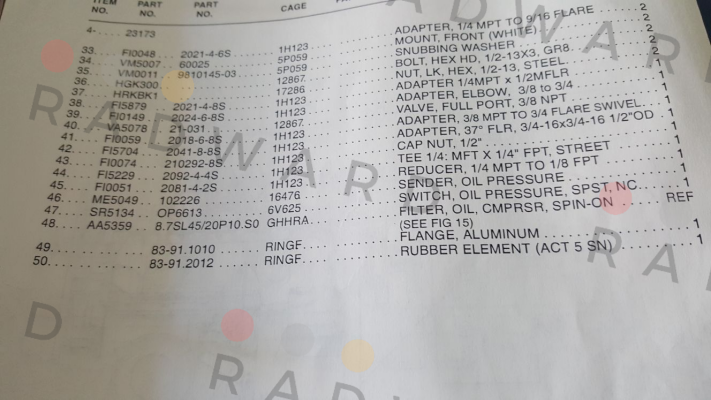 ITEM NO. PART NO. PART NO. CAGE
4-. . . . 23173
33. . . . FI0048 . . 2021-4-6S . . . . 1H123 . . . . ADAPTER, 1/4 MPT TO 9/16 FLARE . . . . 2
34. . . . VM5007 . . 60025 . . . . 5P059 . . . . MOUNT, FRONT (WHITE) . . . . 2
35. . . . VM0011 . . 9810145-03 . . . . 5P059 . . . . SNUBBING WASHER . . . . 2
36. . . . HGK300 . . . . 12867 . . . . BOLT, HEX HD, 1/2-13X3, GR8 . . . . 2
37. . . . HRKBK1 . . . . 17286 . . . . NUT, LK, HEX, 1/2-13, STEEL . . . . 2
38. . . . FI5879 . . . . 2021-4-8S . . . . 1H123 . . . . ADAPTER 1/4MPT x 1/2MFLR . . . . 1
39. . . . FI0149 . . . . 2024-6-8S . . . . 1H123 . . . . ADAPTER, ELBOW, 3/8 to 3/4 . . . . 1
40. . . . VA5078 . . . . 21-031 . . . . 12867 . . . . VALVE, FULL PORT, 3/8 NPT . . . . 1
41. . . . FI0059 . . . . 2018-6-8S . . . . 1H123 . . . . ADAPTER, 3/8 MPT TO 3/4 FLARE SWIVEL . . 1
42. . . . FI5704 . . . . 2041-8-8S . . . . 1H123 . . . . ADAPTER, 37° FLR, 3/4-16x3/4-16 1/2"OD . . 1
43. . . . FI0074 . . . . 210292-8S . . . . 1H123 . . . . CAP NUT, 1/2" . . . . 1
44. . . . FI5229 . . . . 2092-4-4S . . . . 1H123 . . . . TEE 1/4: MFT X 1/4" FPT, STREET . . . . 1
45. . . . FI0051 . . . . 2081-4-2S . . . . 1H123 . . . . REDUCER, 1/4 MPT TO 1/8 FPT . . . . 1
46. . . . ME5049 . . . . 102226 . . . . 16476 . . . . SENDER, OIL PRESSURE . . . . 1
47. . . . SR5134 . . . . OP6613 . . . . 6V625 . . . . SWITCH, OIL PRESSURE, SPST, NC . . . . 1
48. . . . AA5359 . . 8.7SL45/20P10.S0 GHHRA . . . . FILTER, OIL, CMPRSR, SPIN-ON REF
(SEE FIG 15)
49. . . . 83-91.1010 . . . . RINGF . . . . FLANGE, ALUMINUM . . . . 1
50. . . . 83-91.2012 . . . . RINGF . . . . RUBBER ELEMENT (ACT 5 SN) . . . . 1
RADWARD
RADWARD
RADWARD
RADWARD